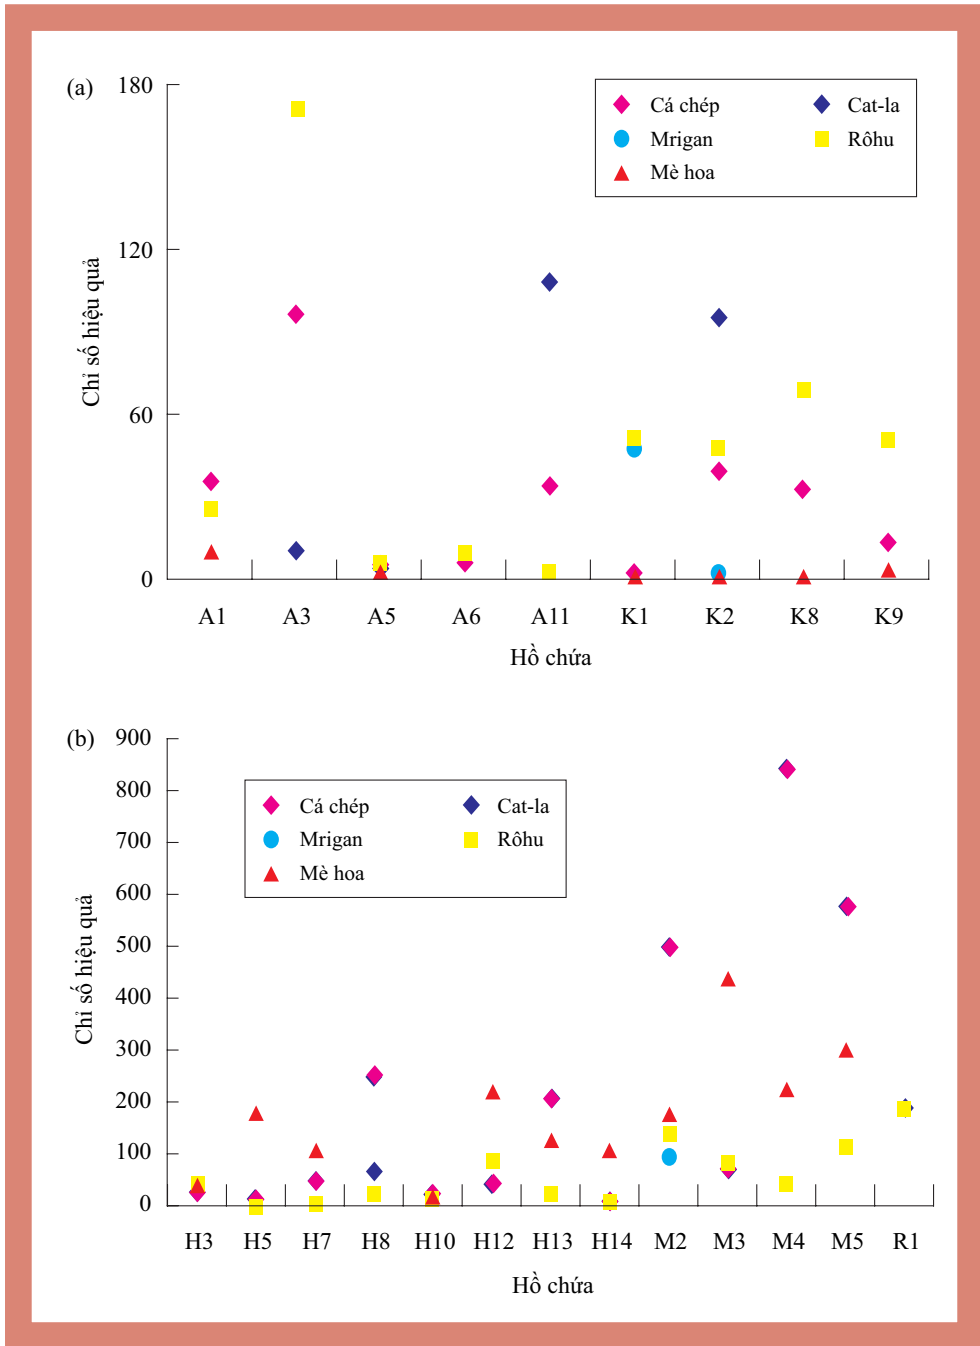 (a)
180
120
60
0
Chỉ số hiệu quả
Cá chép
Cat-la
Mrigan
Rôhu
Mè hoa
A1 A3 A5 A6 A11 K1 K2 K8 K9
Hồ chứa
(b)
900
800
700
600
500
400
300
200
100
0
Chỉ số hiệu quả
Cá chép
Cat-la
Mrigan
Rôhu
Mè hoa
H3 H5 H7 H8 H10 H12 H13 H14 M2 M3 M4 M5 R1
Hồ chứa